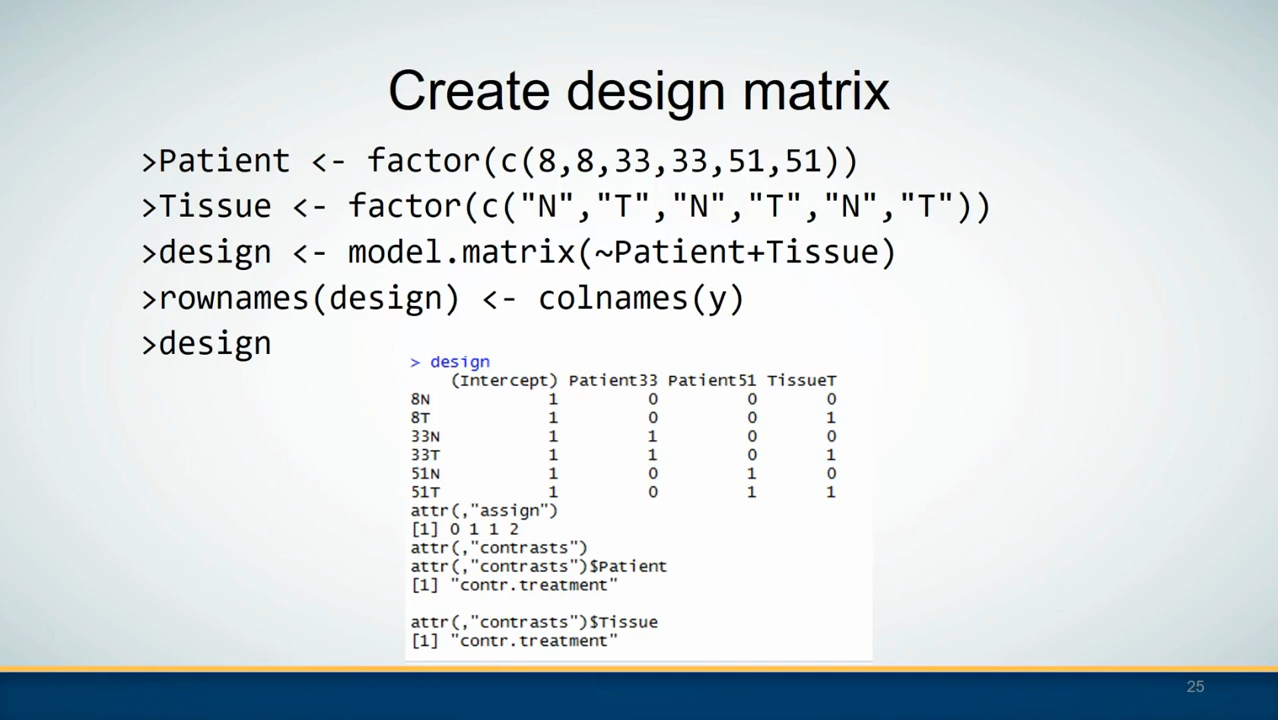 Create design matrix
>Patient <- factor(c(8,8,33,33,51,51))
>Tissue <- factor(c("N","T","N","T","N","T"))
>design <- model.matrix(~Patient+Tissue)
>rownames(design) <- colnames(y)
>design
> design
(Intercept) Patient33 Patient51 TissueT
8N 1 0 0 0
8T 1 0 0 1
33N 1 1 0 0
33T 1 1 0 1
51N 1 0 1 0
51T 1 0 1 1
attr(,"assign")
[1] 0 1 1 2
attr(,"contrasts")
attr(,"contrasts")$Patient
[1] "contr.treatment"
attr(,"contrasts")$Tissue
[1] "contr.treatment"
25